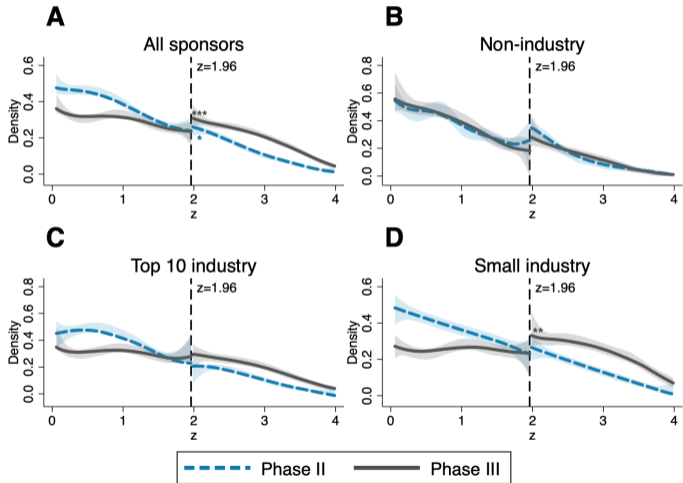 A
All sponsors
z=1.96
Density
0.6
0.4
0.2
0.0
***
*
0 1 2 3 4
z
B
Non-industry
z=1.96
Density
0.8
0.6
0.4
0.2
0.0
0 1 2 3 4
z
C
Top 10 industry
z=1.96
Density
0.8
0.6
0.4
0.2
0.0
0 1 2 3 4
z
D
Small industry
z=1.96
Density
0.6
0.4
0.2
0.0
**
0 1 2 3 4
z
Phase II Phase III